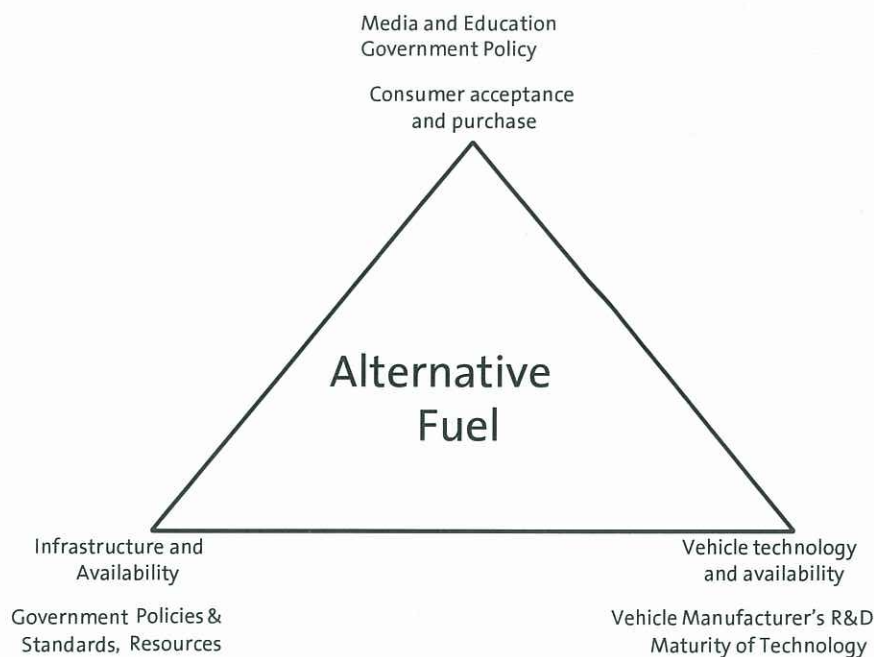 Media and Education
Government Policy
Consumer acceptance
and purchase
Alternative
Fuel
Infrastructure and
Availability
Government Policies &
Standards, Resources
Vehicle technology
and availability
Vehicle Manufacturer's R&D
Maturity of Technology